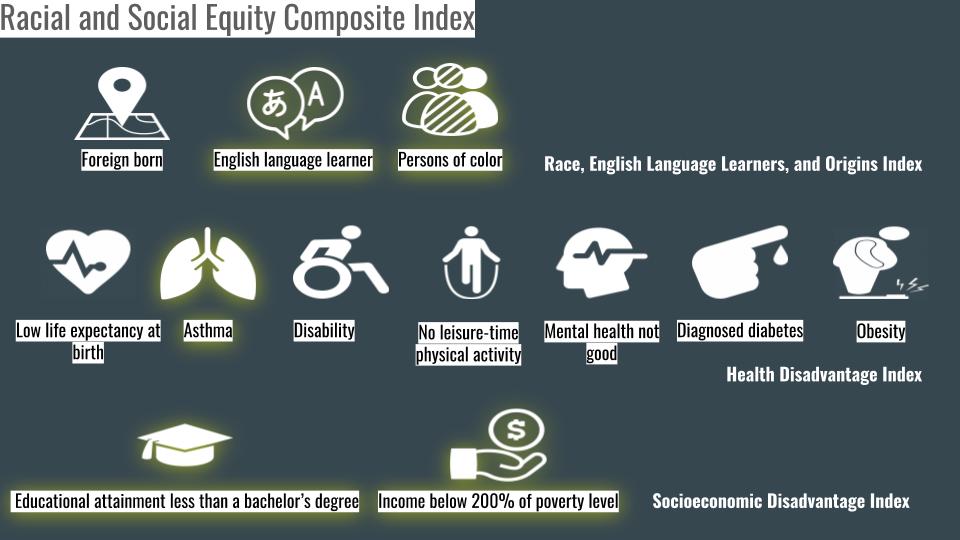 Racial and Social Equity Composite Index
あ A
Foreign born
English language learner
Persons of color
Race, English Language Learners, and Origins Index
Low life expectancy at
birth
Asthma
Disability
No leisure-time
physical activity
Mental health not
good
Diagnosed diabetes
Obesity
Health Disadvantage Index
$
Educational attainment less than a bachelor’s degree
Income below 200% of poverty level
Socioeconomic Disadvantage Index